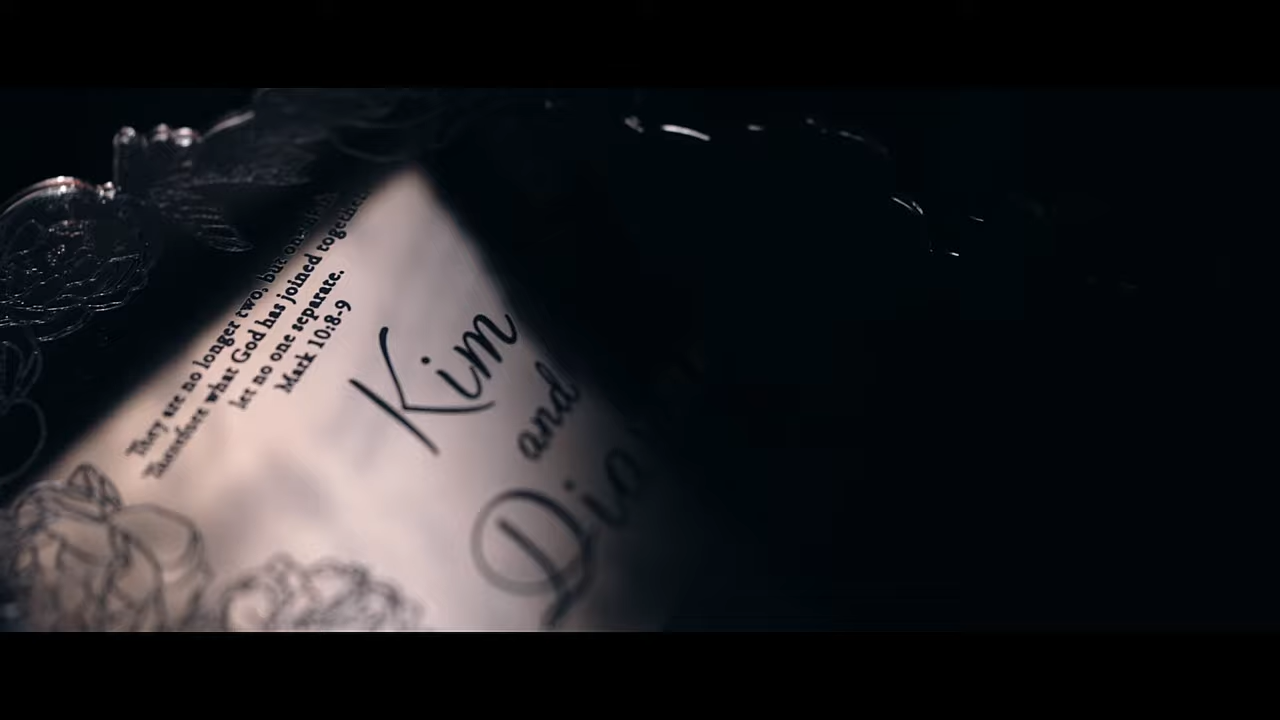 They are no longer two, but one
Therefore what God has joined together,
let no one separate.
Mark 10:8-9
Kim
and